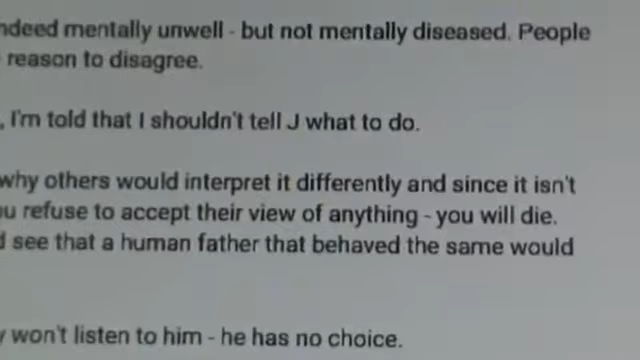 mentally unwell - but not mentally diseased. People
reason to disagree.
I'm told that I shouldn't tell J what to do.
why others would interpret it differently and since it isn't
refuse to accept their view of anything - you will die.
see that a human father that behaved the same would
won't listen to him - he has no choice.